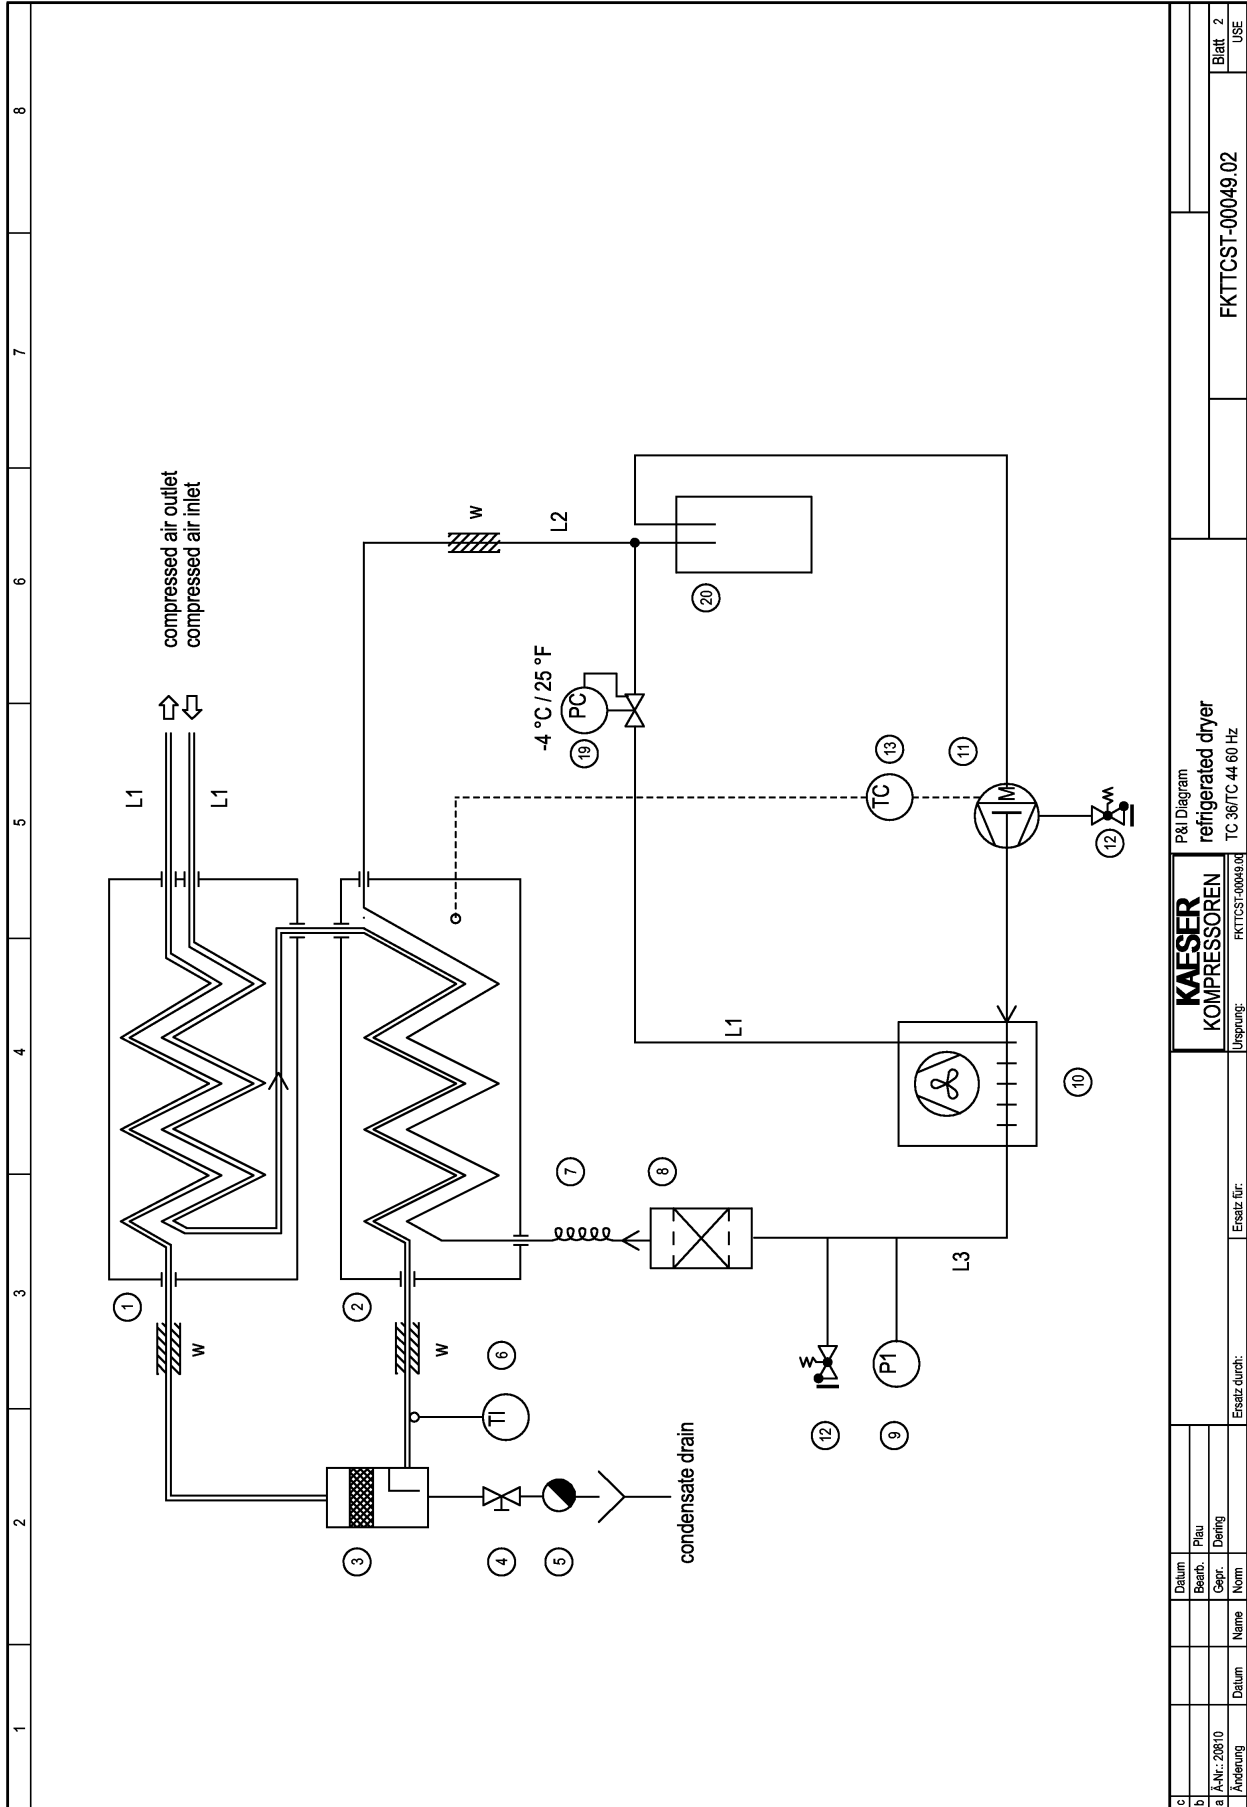 1
2
3
4
5
6
7
8
compressed air outlet
compressed air inlet
L1
L1
1
W
2
W
6
TI
3
4
5
condensate drain
7
8
W
L2
-4 °C / 25 °F
PC
19
20
13
TC
11
M
12
L1
10
L3
12
P1
9
c
b
a
Ä-Nr.: 20810
Änderung
Datum
Name
Datum
Bearb.
Plau
Gepr.
Dering
Norm
Ersatz durch:
Ersatz für:
KAESER
KOMPRESSOREN
Ursprung:
FKTTCST-00049.00
P&I Diagram
refrigerated dryer
TC 36/TC 44 60 Hz
FKTTCST-00049.02
Blatt 2
USE